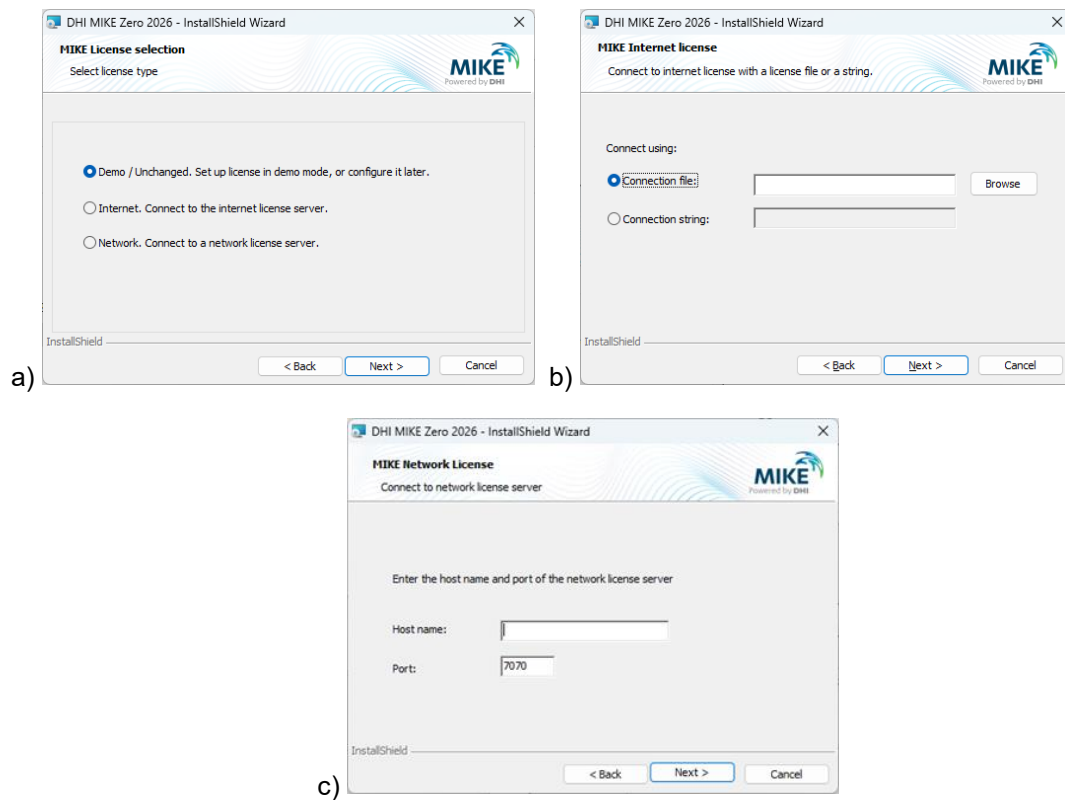 DHI MIKE Zero 2026 - InstallShield Wizard
MIKE License selection
Select license type
MIKE
Powered by DHI
Demo / Unchanged. Set up license in demo mode, or configure it later.
Internet. Connect to the internet license server.
Network. Connect to a network license server.
InstallShield
< Back Next > Cancel
a)
DHI MIKE Zero 2026 - InstallShield Wizard
MIKE Internet license
Connect to internet license with a license file or a string.
MIKE
Powered by DHI
Connect using:
Connection file: Browse
Connection string:
InstallShield
< Back Next > Cancel
b)
DHI MIKE Zero 2026 - InstallShield Wizard
MIKE Network License
Connect to network license server
MIKE
Powered by DHI
Enter the host name and port of the network license server
Host name:
Port: 7070
InstallShield
< Back Next > Cancel
c)